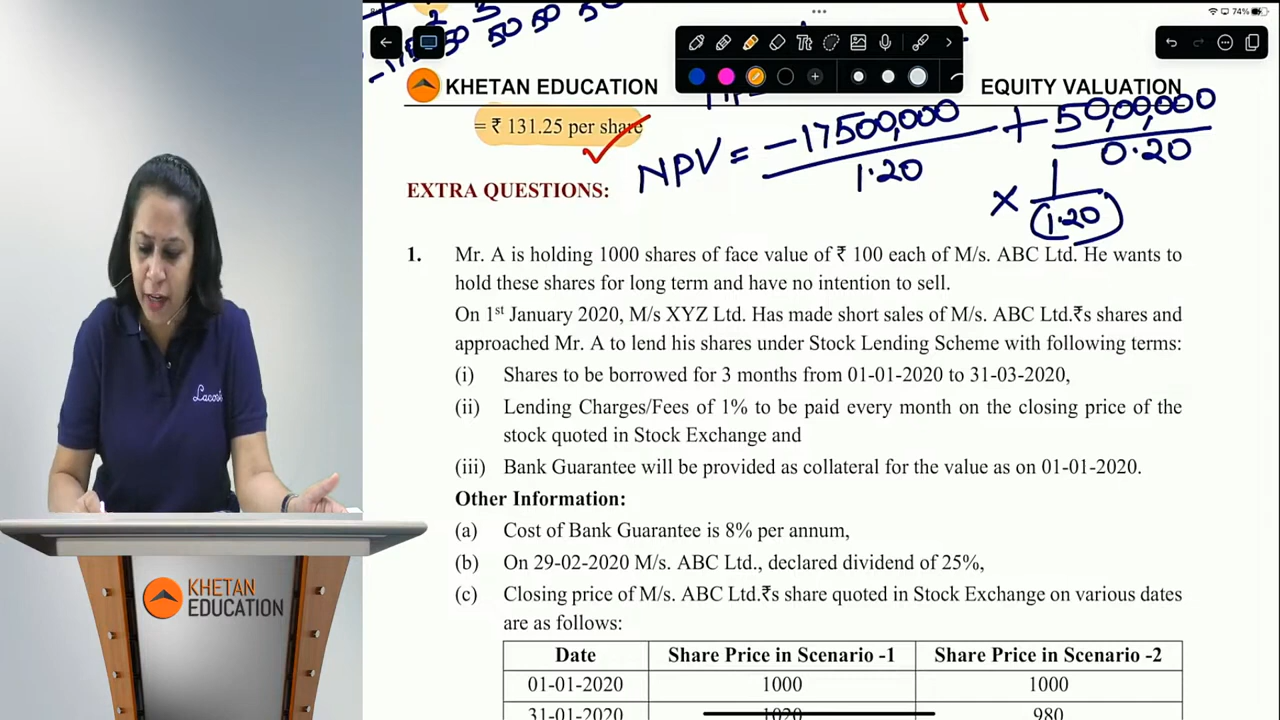 2 3
-175 50 50 50 50
74%
KHETAN EDUCATION
EQUITY VALUATION
= ₹ 131.25 per share
NPV = -17500,000 / 1.20 + 50,00,000 / 0.20
× 1 / (1.20)
EXTRA QUESTIONS:
1. Mr. A is holding 1000 shares of face value of ₹ 100 each of M/s. ABC Ltd. He wants to
hold these shares for long term and have no intention to sell.
On 1st January 2020, M/s XYZ Ltd. Has made short sales of M/s. ABC Ltd.₹s shares and
approached Mr. A to lend his shares under Stock Lending Scheme with following terms:
(i) Shares to be borrowed for 3 months from 01-01-2020 to 31-03-2020,
(ii) Lending Charges/Fees of 1% to be paid every month on the closing price of the
stock quoted in Stock Exchange and
(iii) Bank Guarantee will be provided as collateral for the value as on 01-01-2020.
Other Information:
(a) Cost of Bank Guarantee is 8% per annum,
(b) On 29-02-2020 M/s. ABC Ltd., declared dividend of 25%,
(c) Closing price of M/s. ABC Ltd.₹s share quoted in Stock Exchange on various dates
are as follows:
Date Share Price in Scenario -1 Share Price in Scenario -2
01-01-2020 1000 1000
31-01-2020 1020 980
Lacoste
KHETAN
EDUCATION